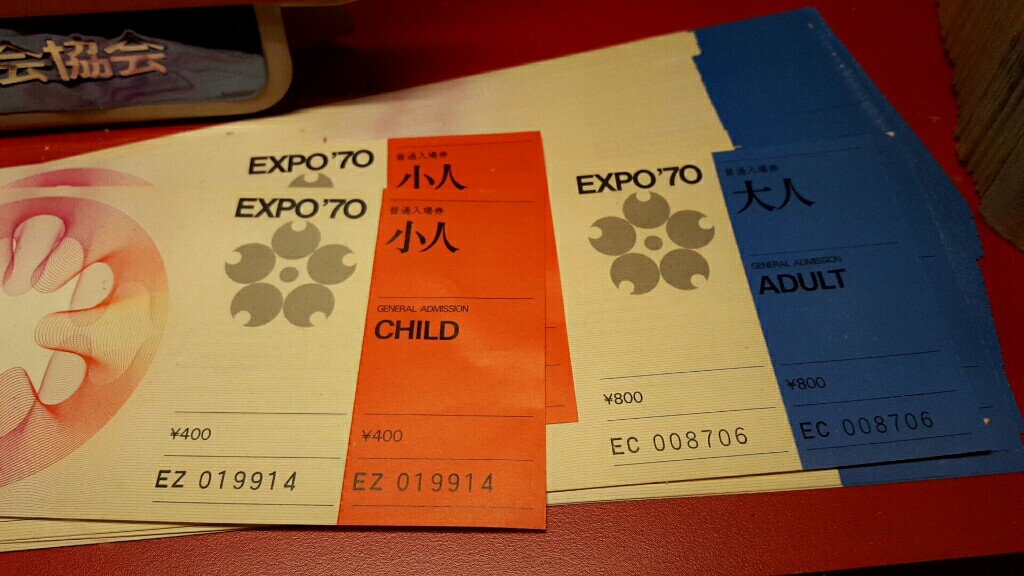 会協会
EXPO'70
普通入場券
小人
EXPO'70
普通入場券
小人
GENERAL ADMISSION
CHILD
¥400
¥400
EZ 019914
EZ 019914
EXPO'70
普通入場券
大人
GENERAL ADMISSION
ADULT
¥800
¥800
EC 008706
EC 008706